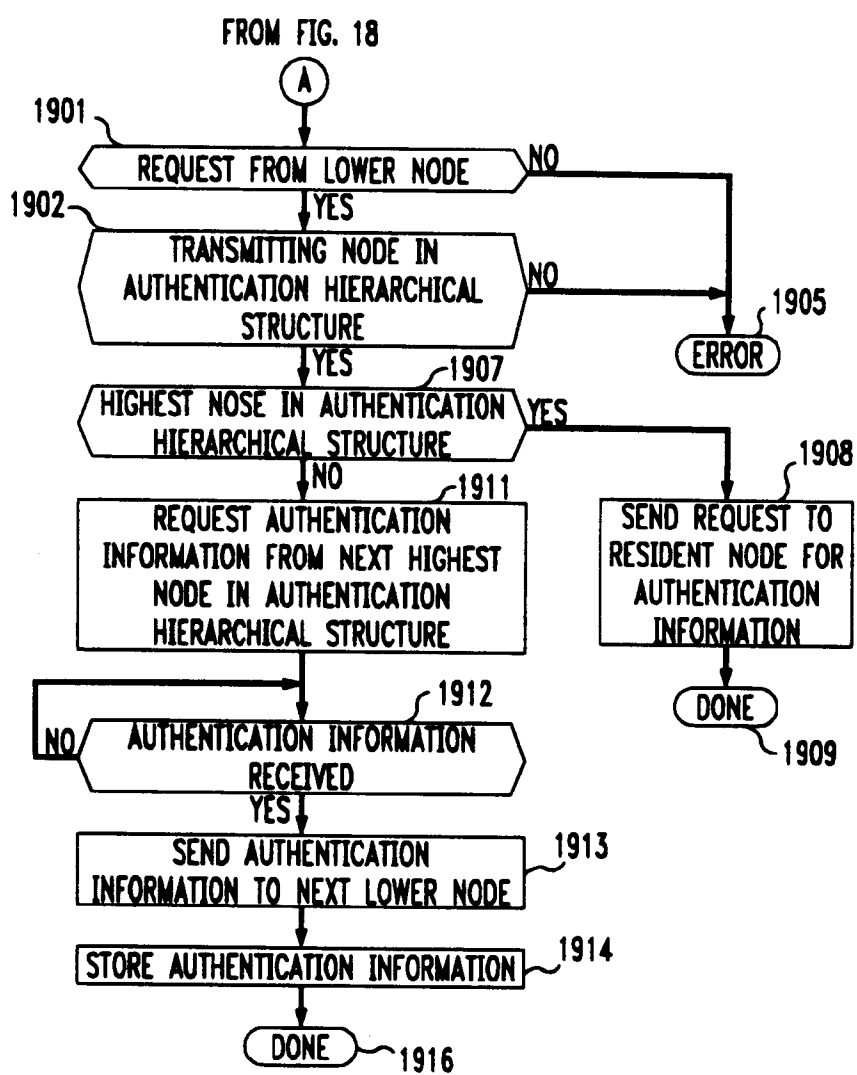 FROM FIG. 18
A
1901
REQUEST FROM LOWER NODE
NO
YES
1902
TRANSMITTING NODE IN
AUTHENTICATION HIERARCHICAL
STRUCTURE
NO
YES
1905
ERROR
1907
HIGHEST NOSE IN AUTHENTICATION
HIERARCHICAL STRUCTURE
YES
NO
1908
SEND REQUEST TO
RESIDENT NODE FOR
AUTHENTICATION
INFORMATION
DONE
1909
1911
REQUEST AUTHENTICATION
INFORMATION FROM NEXT HIGHEST
NODE IN AUTHENTICATION
HIERARCHICAL STRUCTURE
1912
AUTHENTICATION INFORMATION
RECEIVED
NO
YES
SEND AUTHENTICATION
INFORMATION TO NEXT LOWER NODE
1913
STORE AUTHENTICATION INFORMATION
1914
DONE
1916